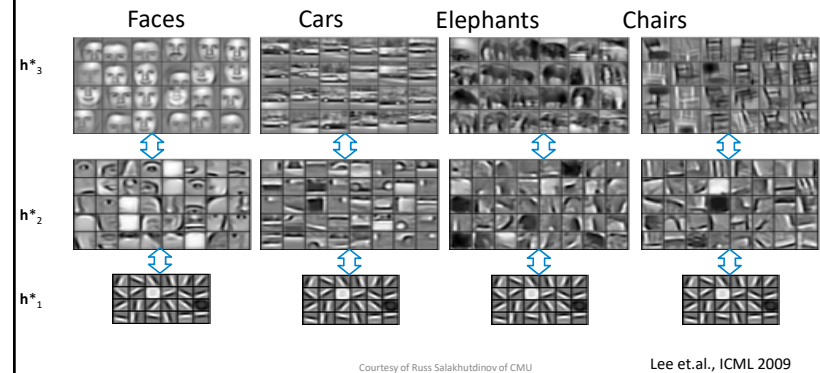 Faces Cars Elephants Chairs
h*3
h*2
h*1
Courtesy of Russ Salakhutdinov of CMU
Lee et.al., ICML 2009